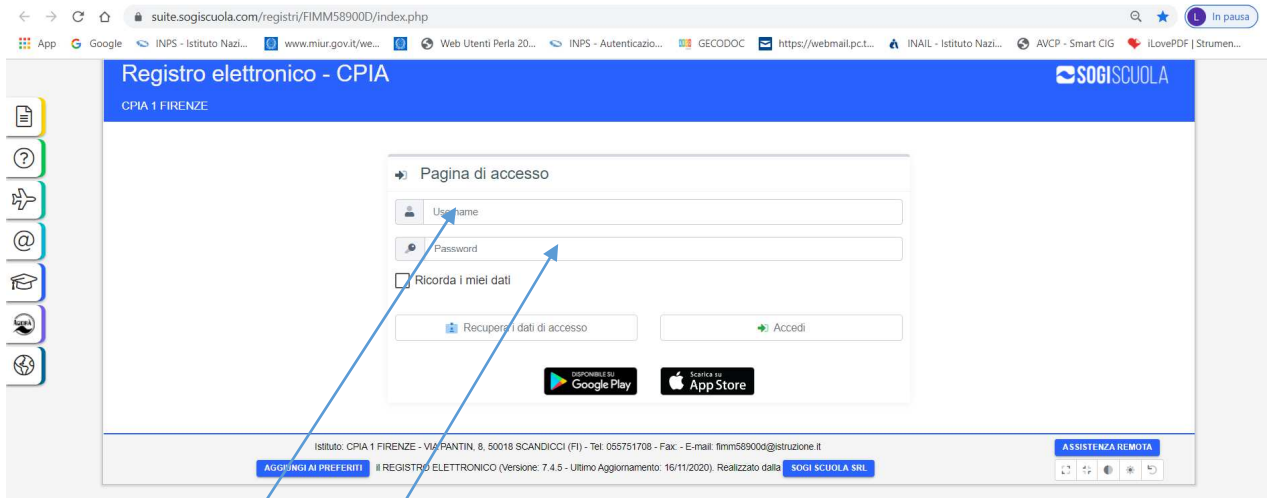 suite.sogiscuola.com/registri/FIMM58900D/index.php
L In pausa
App
Google
INPS - Istituto Nazi...
www.miur.gov.it/we...
Web Utenti Perla 20...
INPS - Autenticazio...
GECODOC
https://webmail.pc.t...
INAIL - Istituto Nazi...
AVCP - Smart CIG
iLovePDF | Strumen...
Registro elettronico - CPIA
SOGISCUOLA
CPIA 1 FIRENZE
Pagina di accesso
Username
Password
Ricorda i miei dati
Recupera i dati di accesso
Accedi
DISPONIBILE SU
Google Play
Scarica su
App Store
Istituto: CPIA 1 FIRENZE - VIA PANTIN, 8, 50018 SCANDICCI (FI) - Tel: 055751708 - Fax: - E-mail: fimm58900d@istruzione.it
ASSISTENZA REMOTA
AGGIUNGI AI PREFERITI Il REGISTRO ELETTRONICO (Versione: 7.4.5 - Ultimo Aggiornamento: 16/11/2020). Realizzato dalla SOGI SCUOLA SRL